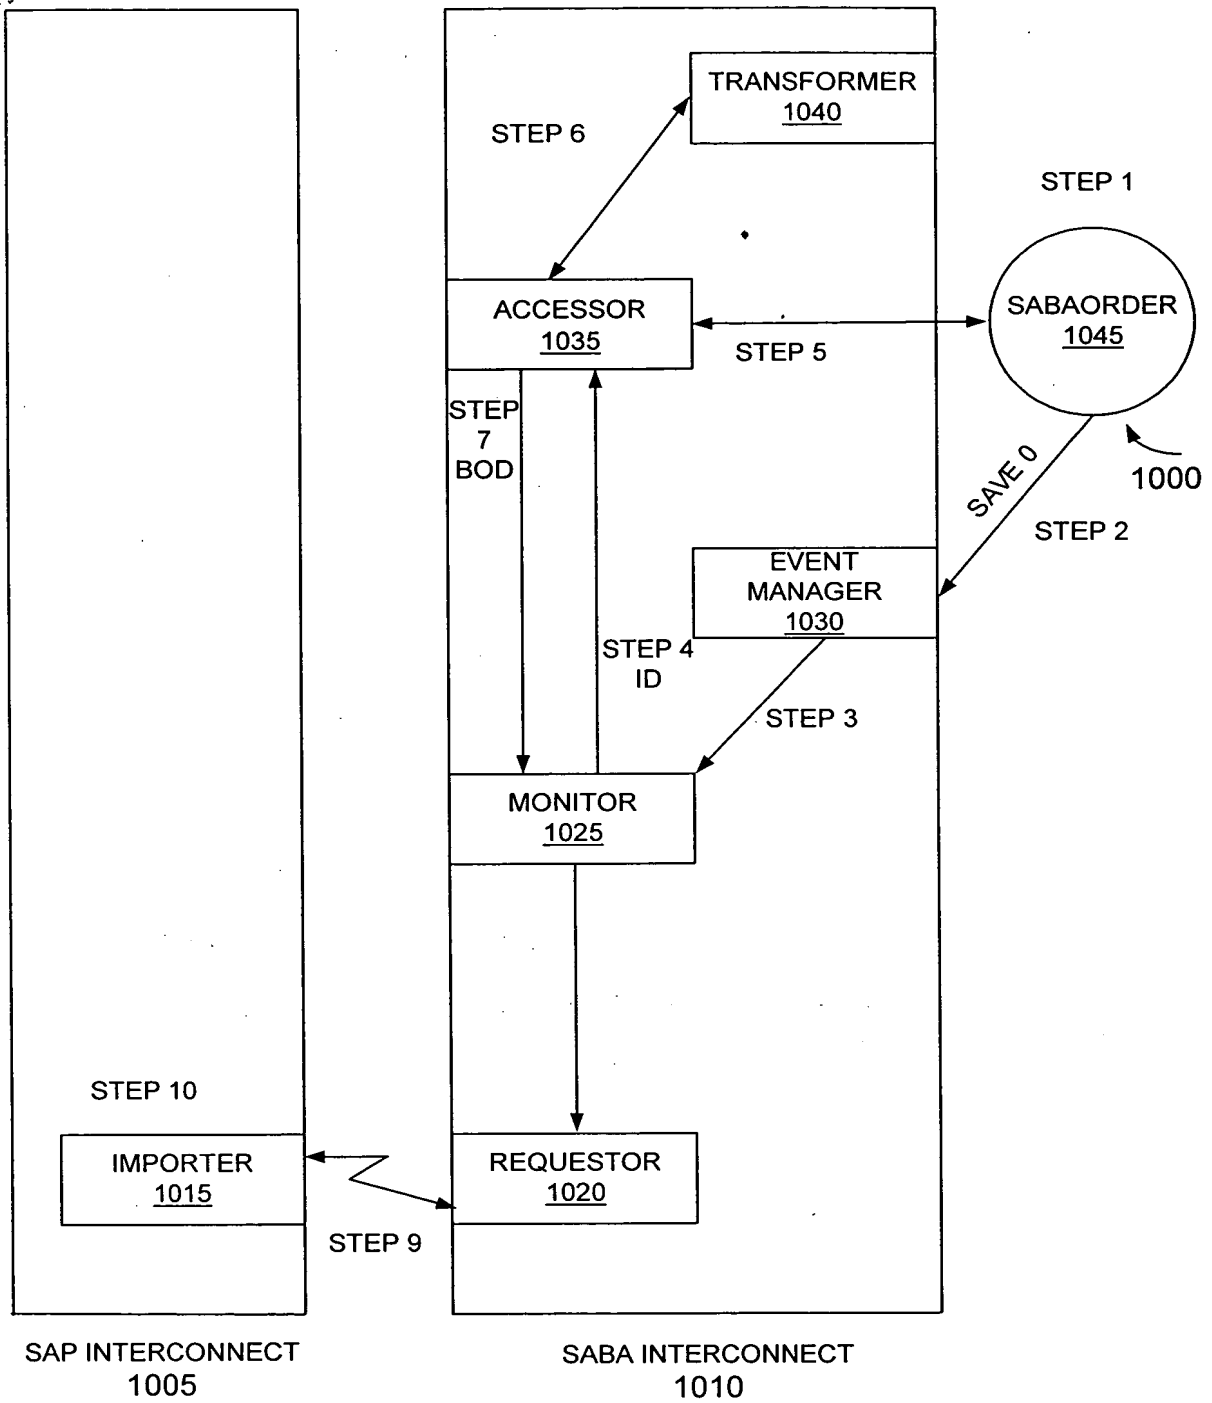 TRANSFORMER
1040
STEP 6
STEP 1
ACCESSOR
1035
SABAORDER
1045
STEP 5
STEP
7
BOD
SAVE 0
1000
STEP 2
EVENT
MANAGER
1030
STEP 4
ID
STEP 3
MONITOR
1025
STEP 10
IMPORTER
1015
REQUESTOR
1020
STEP 9
SAP INTERCONNECT
1005
SABA INTERCONNECT
1010